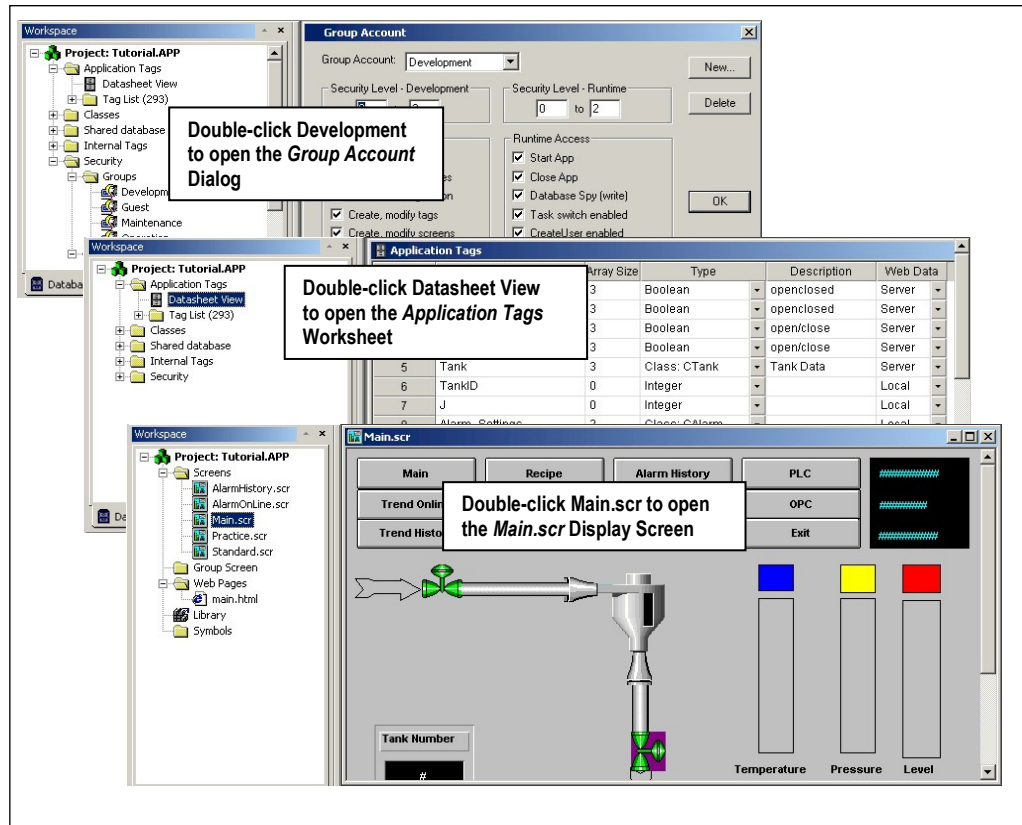 Workspace
Project: Tutorial.APP
Application Tags
Datasheet View
Tag List (293)
Classes
Shared database
Internal Tags
Security
Groups
Guest
Maintenance
Group Account
Group Account: Development
New...
Security Level - Development
Security Level - Runtime
0 to 2
Delete
Runtime Access
Start App
Close App
Database Spy (write)
Task switch enabled
CreateUser enabled
Create, modify tags
Create, modify screens
OK
Double-click Development
to open the Group Account
Dialog
Workspace
Project: Tutorial.APP
Application Tags
Datasheet View
Tag List (293)
Classes
Shared database
Internal Tags
Security
Application Tags
Array Size Type Description Web Data
3 Boolean openclosed Server
3 Boolean openclosed Server
3 Boolean open/close Server
3 Boolean open/close Server
5 Tank 3 Class: CTank Tank Data Server
6 TankID 0 Integer Local
7 J 0 Integer Local
Double-click Datasheet View
to open the Application Tags
Worksheet
Workspace
Project: Tutorial.APP
Screens
AlarmHistory.scr
AlarmOnLine.scr
Main.scr
Practice.scr
Standard.scr
Group Screen
Web Pages
main.html
Library
Symbols
Main.scr
Main Recipe Alarm History PLC ##############
Trend Onlin OPC
Trend Histo Exit
Double-click Main.scr to open
the Main.scr Display Screen
Tank Number
#
Temperature Pressure Level